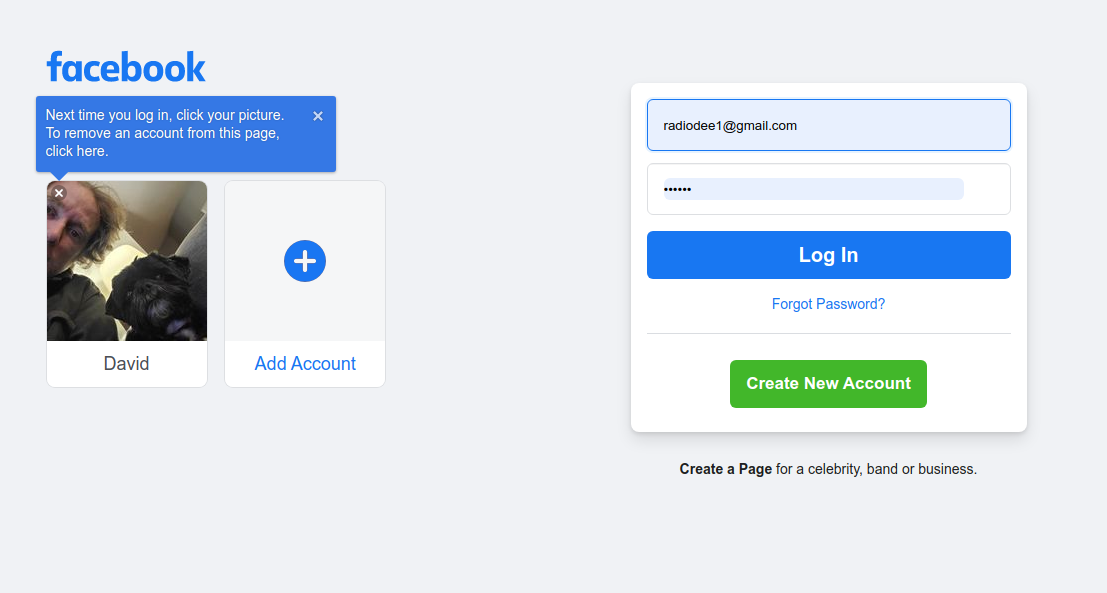 facebook
Next time you log in, click your picture.
To remove an account from this page,
click here.
David
Add Account
radiodee1@gmail.com
••••••
Log In
Forgot Password?
Create New Account
Create a Page for a celebrity, band or business.